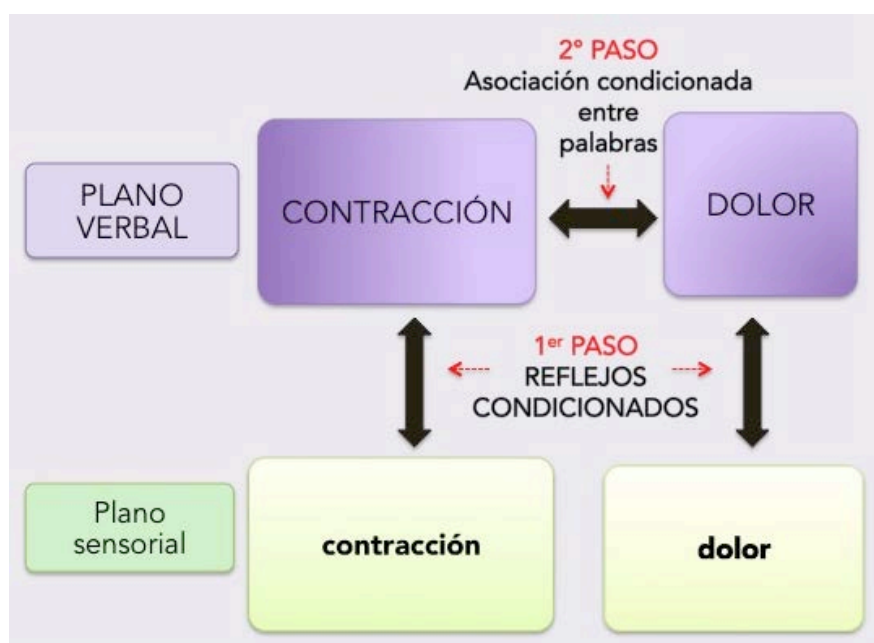 2º PASO
Asociación condicionada
entre
palabras
PLANO
VERBAL
CONTRACCIÓN
DOLOR
1er PASO
REFLEJOS
CONDICIONADOS
Plano
sensorial
contracción
dolor